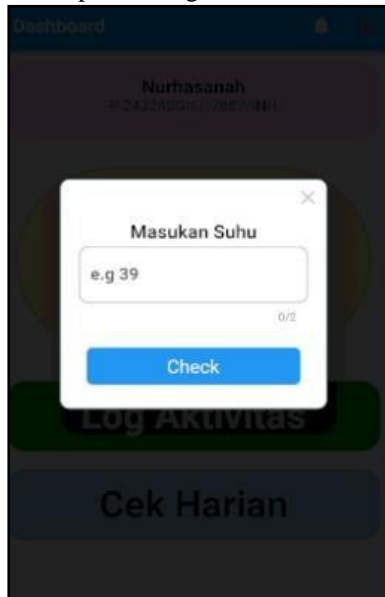 Dashboard
Nurhasanah
Masukan Suhu
e.g 39
0/2
Check
Log Aktivitas
Cek Harian